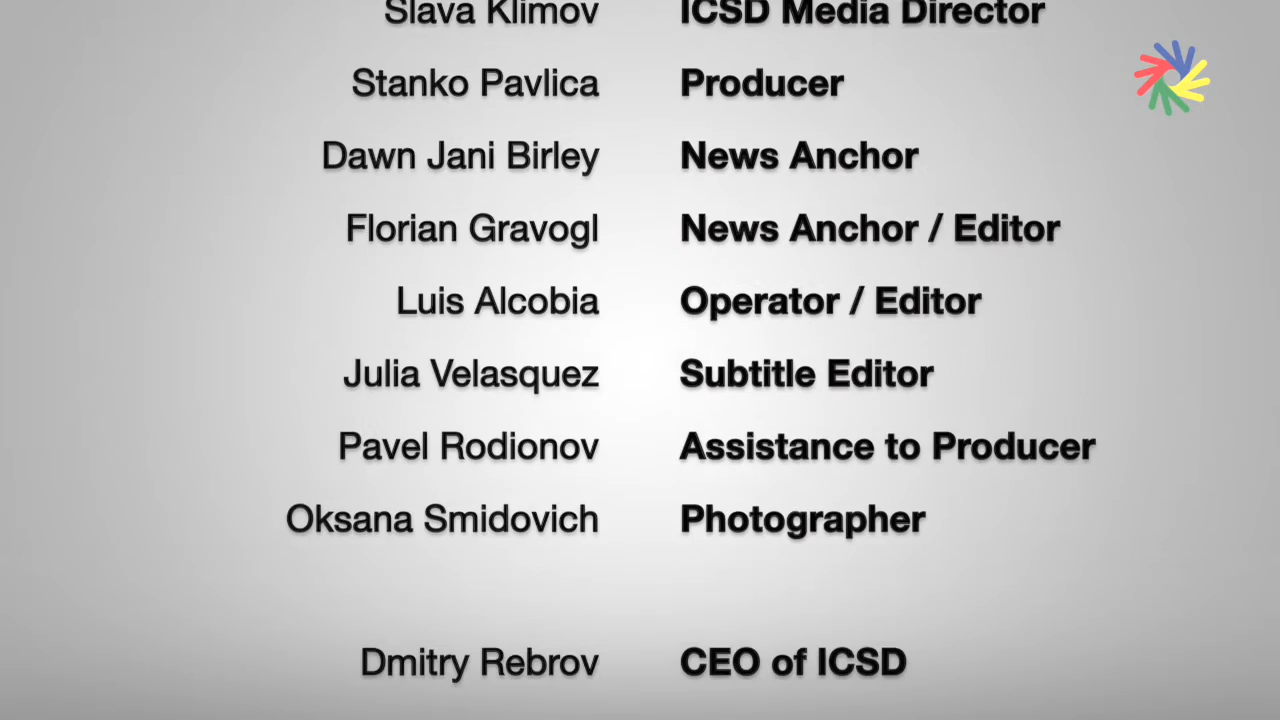 Slava Klimov ICSD Media Director
Stanko Pavlica Producer
Dawn Jani Birley News Anchor
Florian Gravogl News Anchor / Editor
Luis Alcobia Operator / Editor
Julia Velasquez Subtitle Editor
Pavel Rodionov Assistance to Producer
Oksana Smidovich Photographer
Dmitry Rebrov CEO of ICSD